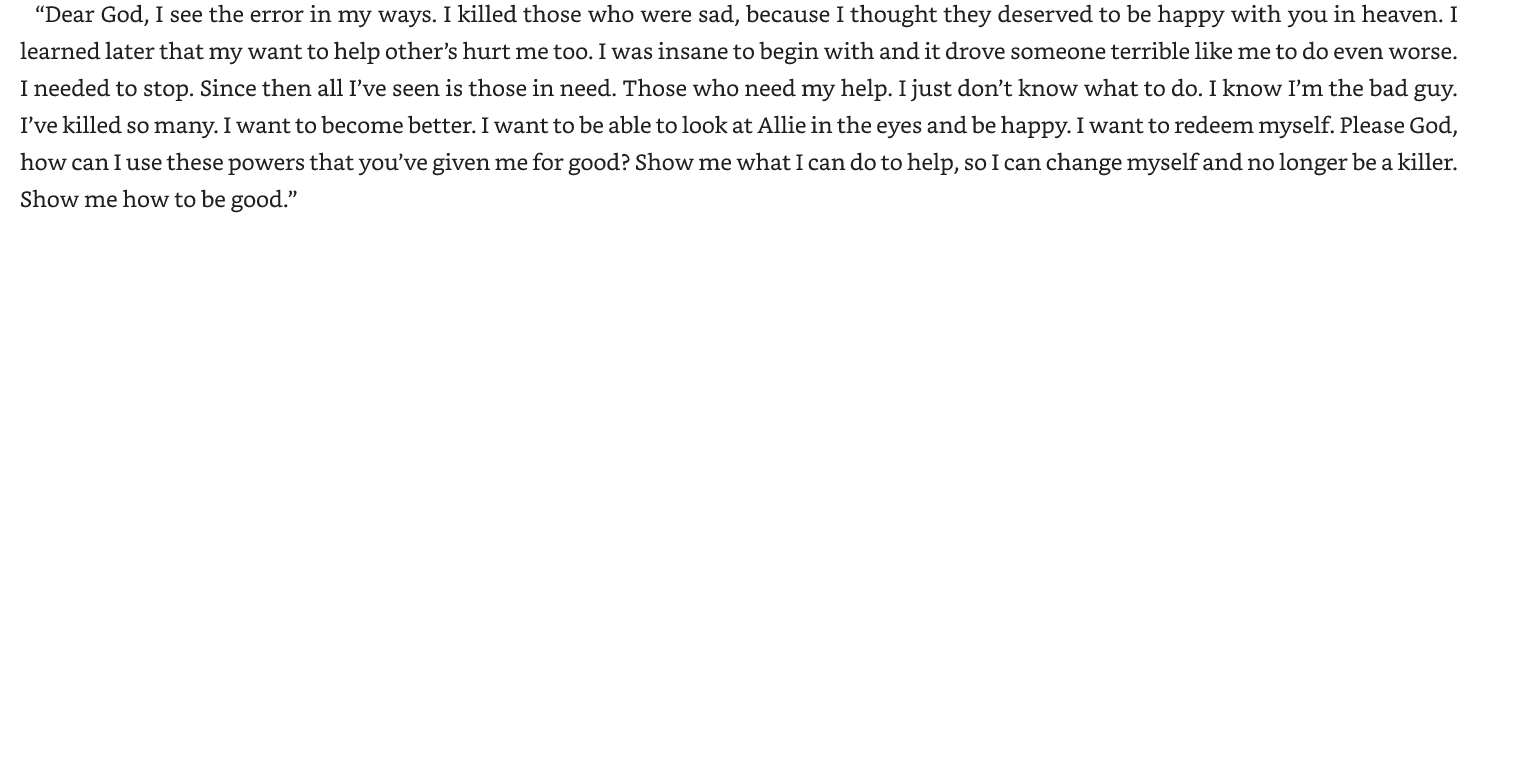 “Dear God, I see the error in my ways. I killed those who were sad, because I thought they deserved to be happy with you in heaven. I
learned later that my want to help other’s hurt me too. I was insane to begin with and it drove someone terrible like me to do even worse.
I needed to stop. Since then all I’ve seen is those in need. Those who need my help. I just don’t know what to do. I know I’m the bad guy.
I’ve killed so many. I want to become better. I want to be able to look at Allie in the eyes and be happy. I want to redeem myself. Please God,
how can I use these powers that you’ve given me for good? Show me what I can do to help, so I can change myself and no longer be a killer.
Show me how to be good.”